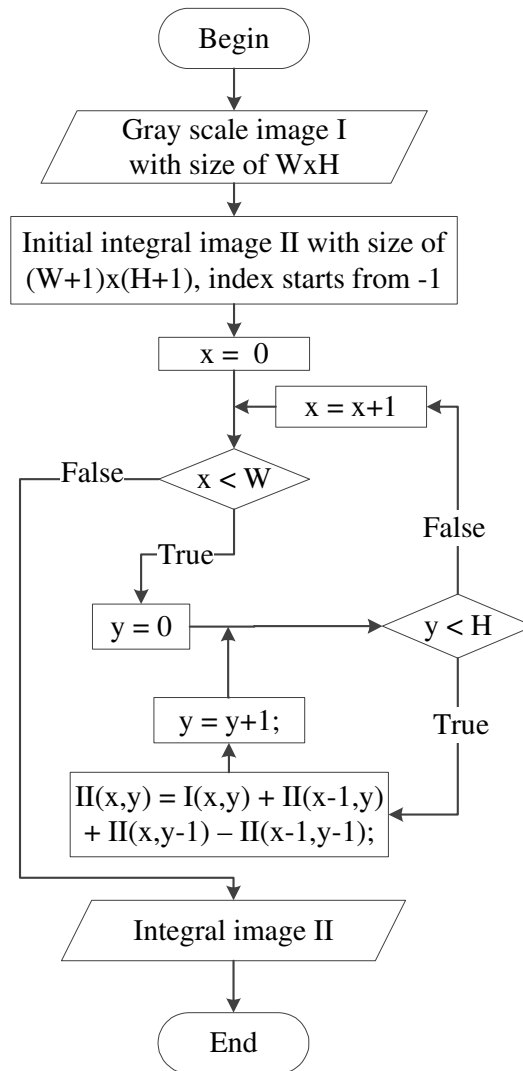 Begin
Gray scale image I
with size of WxH
Initial integral image II with size of
(W+1)x(H+1), index starts from -1
x = 0
x = x+1
x < W
False
True
False
y = 0
y < H
True
y = y+1;
II(x,y) = I(x,y) + II(x-1,y)
+ II(x,y-1) – II(x-1,y-1);
Integral image II
End